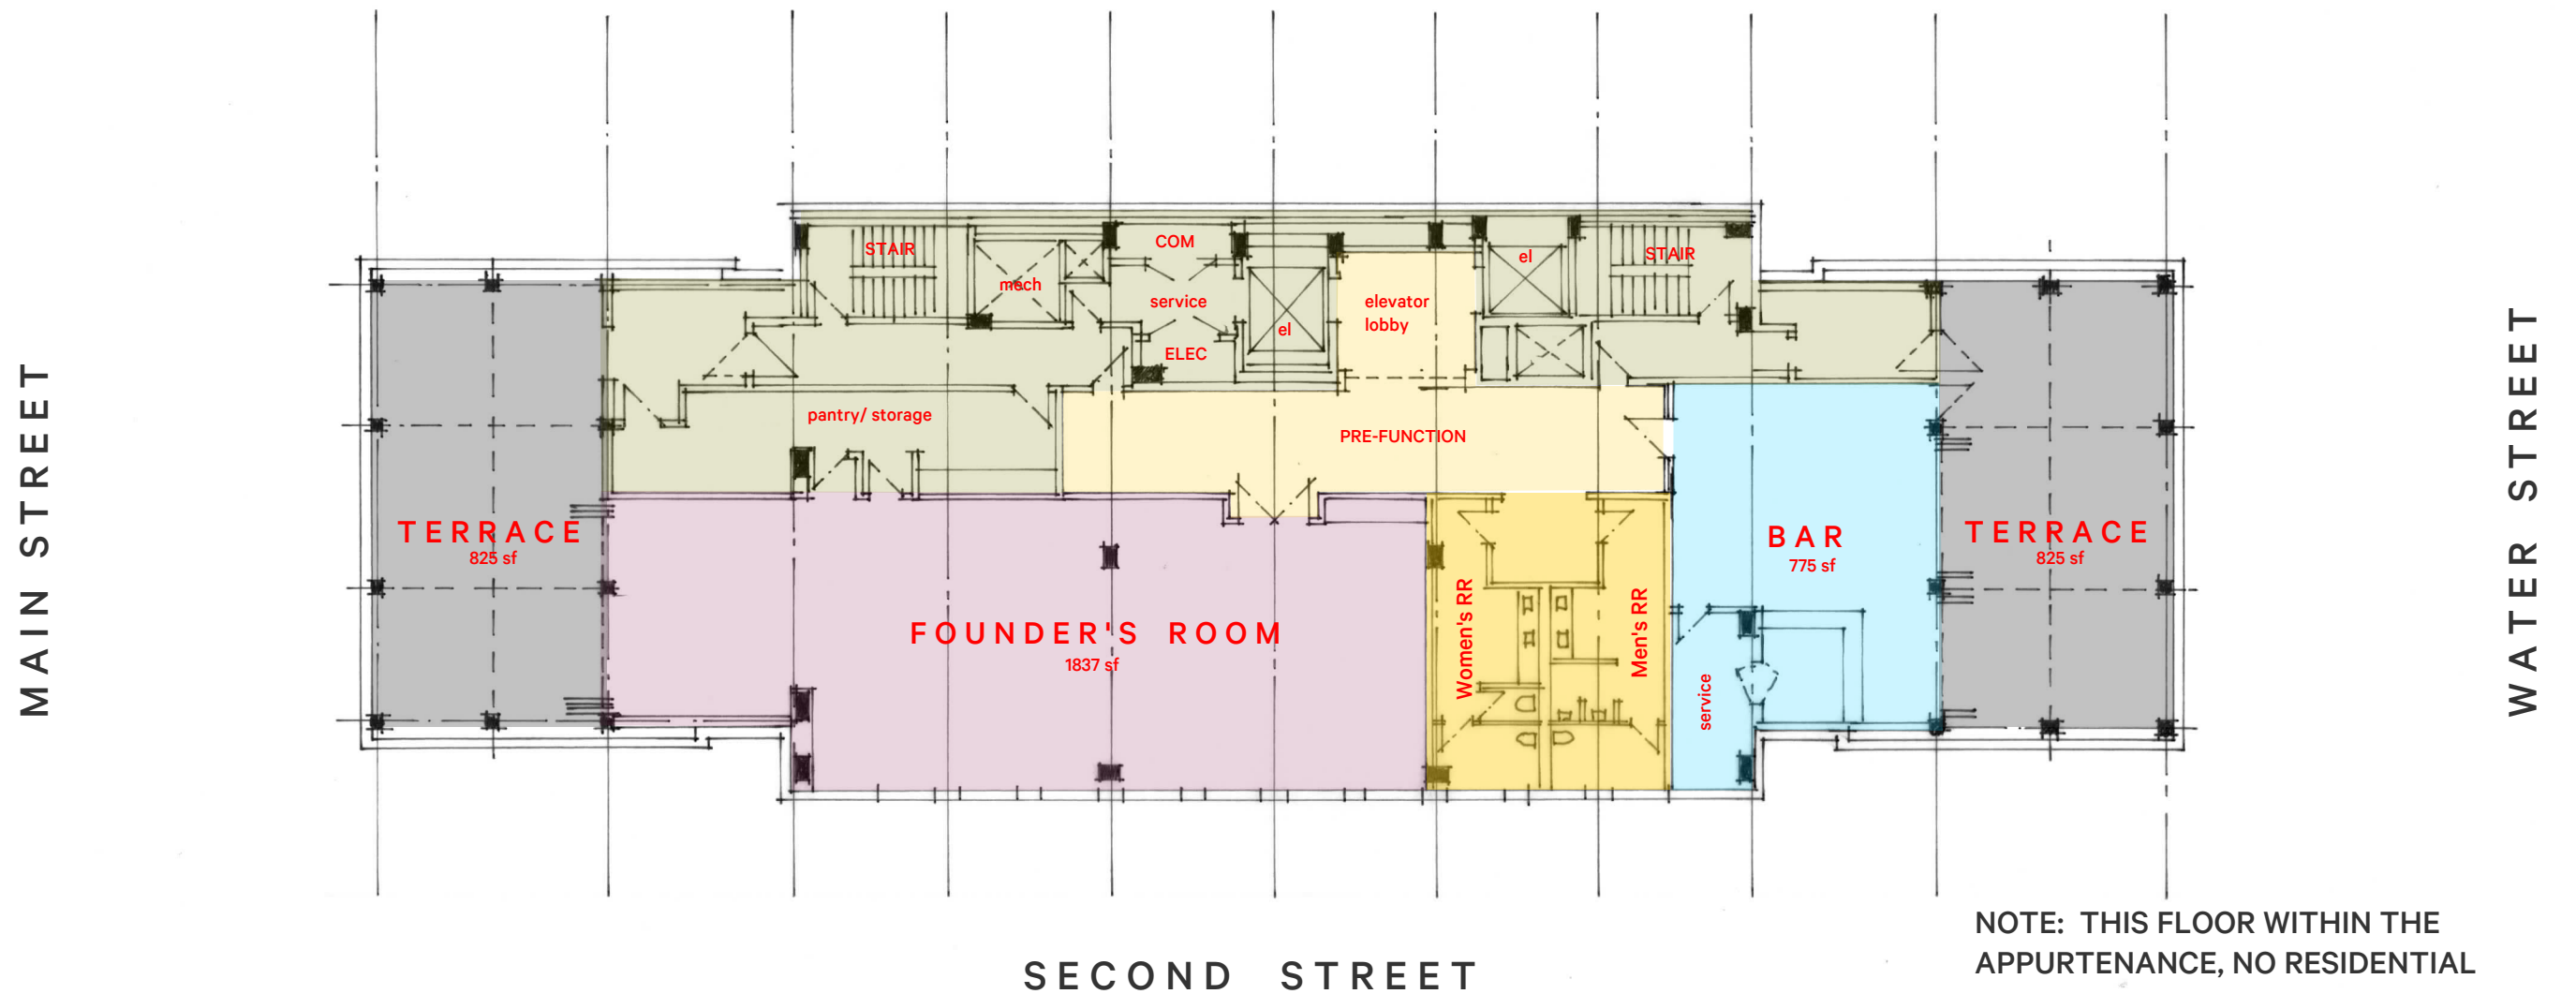 STAIR
COM
el
STAIR
mech
service
elevator
lobby
el
ELEC
pantry/ storage
PRE-FUNCTION
MAIN STREET
TERRACE
825 sf
FOUNDER'S ROOM
1837 sf
Women's RR
Men's RR
BAR
775 sf
service
TERRACE
825 sf
WATER STREET
SECOND STREET
NOTE: THIS FLOOR WITHIN THE
APPURTENANCE, NO RESIDENTIAL